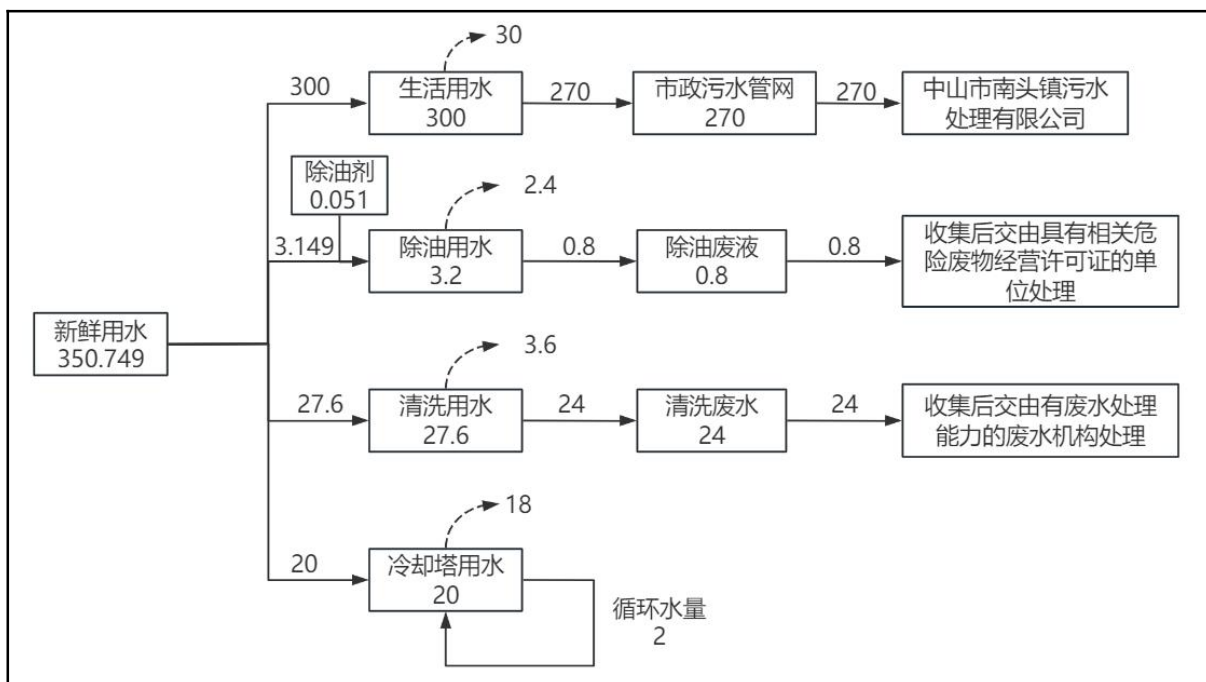 30
300
生活用水
300
270
市政污水管网
270
270
中山市南头镇污水
处理有限公司
除油剂
0.051
2.4
3.149
除油用水
3.2
0.8
除油废液
0.8
0.8
收集后交由具有相关危
险废物经营许可证的单
位处理
新鲜用水
350.749
3.6
27.6
清洗用水
27.6
24
清洗废水
24
24
收集后交由有废水处理
能力的废水机构处理
18
20
冷却塔用水
20
循环水量
2